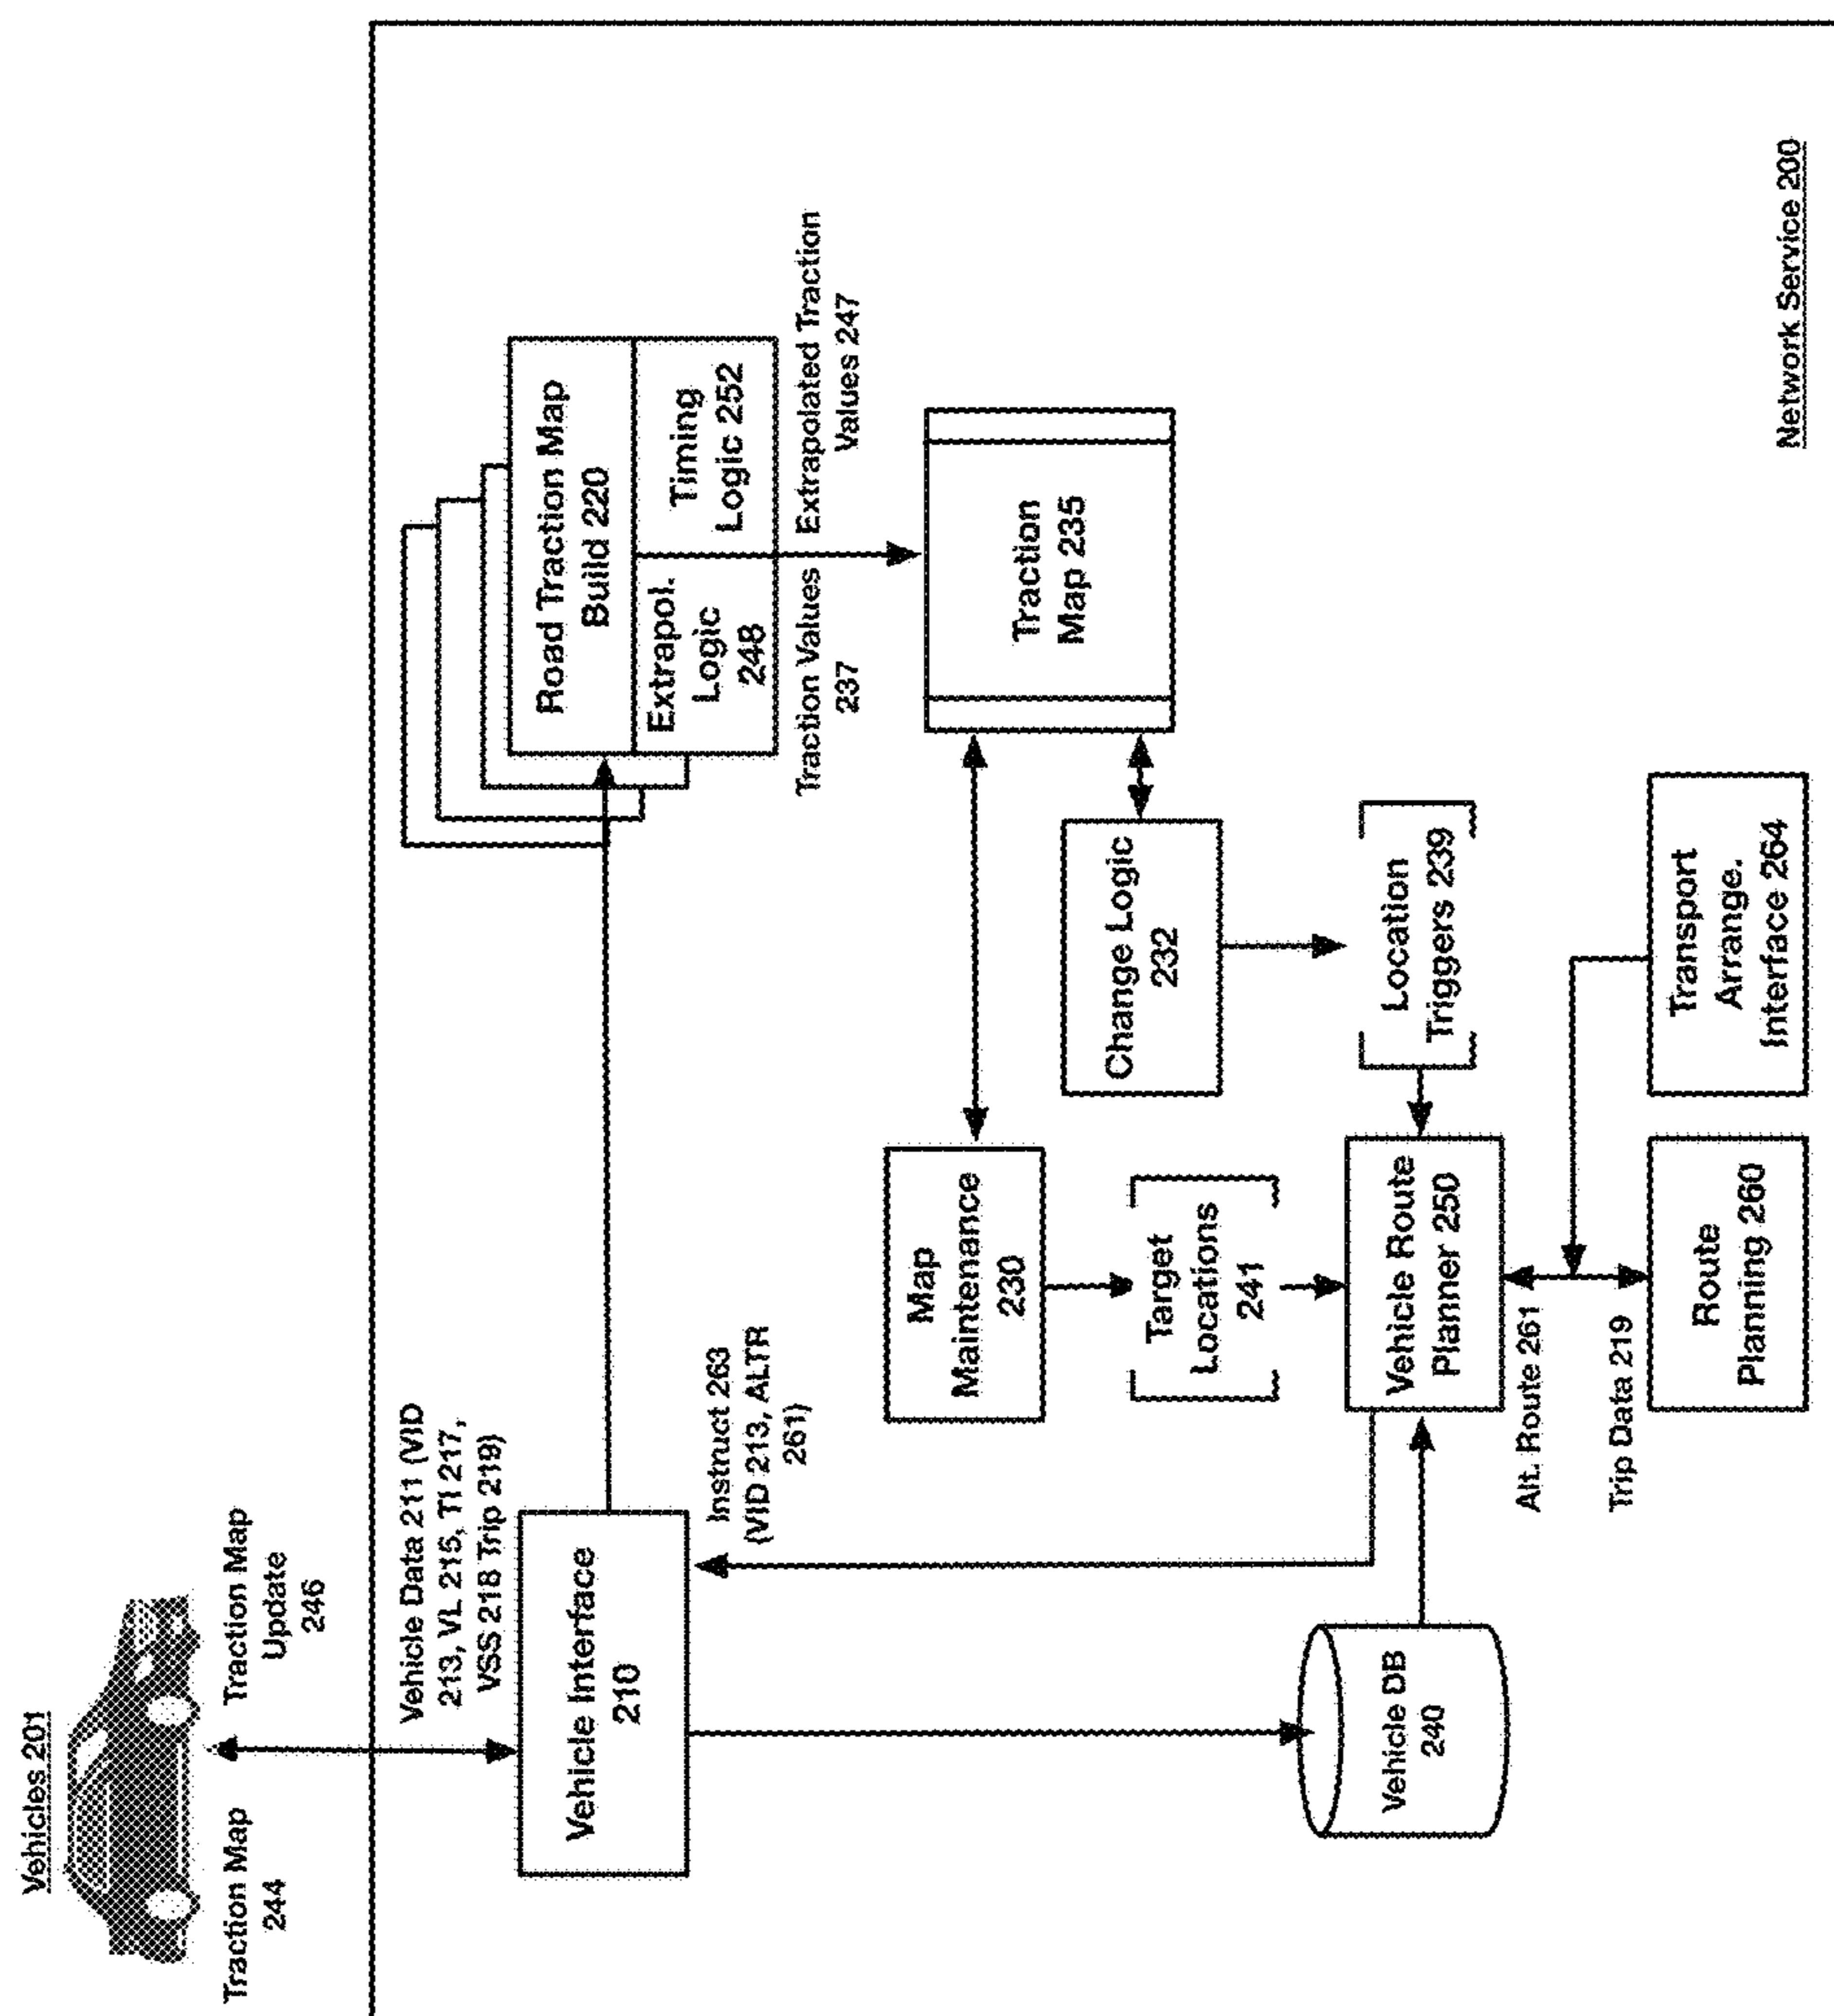 Vehicles 201
Traction Map
244
Traction Map
Update
246
Vehicle Data 211 (VID
213, VL 215, TI 217,
VSS 218 Trip 219)
Vehicle Interface
210
Road Traction Map
Build 220
Extrapol.
Logic
248
Timing
Logic 252
Traction Values
237
Extrapolated Traction
Values 247
Instruct 263
(VID 213, ALTR
261)
Map
Maintenance
230
Traction
Map 235
Change Logic
232
Target
Locations
241
Location
Triggers 239
Vehicle DB
240
Vehicle Route
Planner 250
Alt. Route 261
Trip Data 219
Route
Planning 260
Transport
Arrange.
Interface 264
Network Service 200